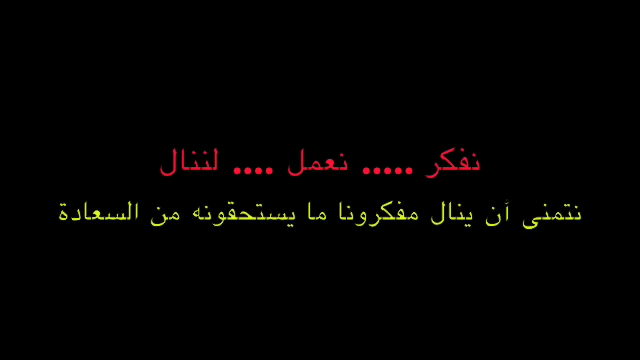 نفكر ..... نعمل .... لننال
نتمنى أن ينال مفكرونا ما يستحقونه من السعادة